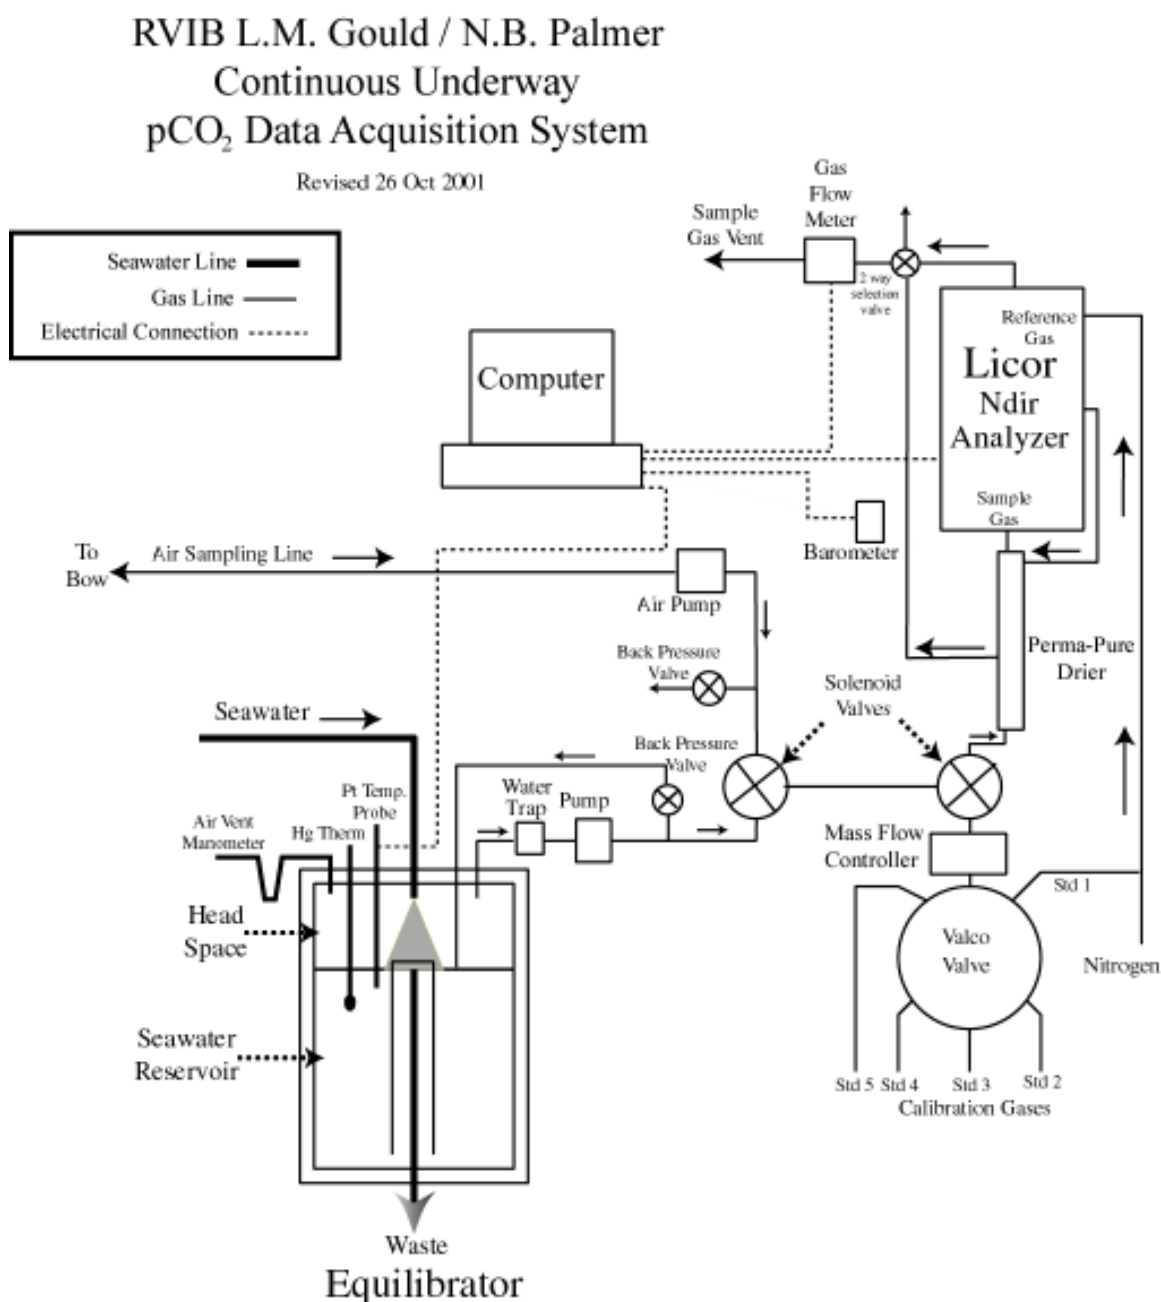 RVIB L.M. Gould / N.B. Palmer
Continuous Underway
pCO₂ Data Acquisition System
Revised 26 Oct 2001
Seawater Line
Gas Line
Electrical Connection
Gas
Flow
Meter
Sample
Gas Vent
2 way
selection
valve
Reference
Gas
Licor
Ndir
Analyzer
Sample
Gas
Computer
Barometer
To
Bow
Air Sampling Line
Air Pump
Back Pressure
Valve
Solenoid
Valves
Perma-Pure
Drier
Seawater
Back Pressure
Valve
Water
Trap
Pump
Pt Temp.
Probe
Hg Therm
Air Vent
Manometer
Mass Flow
Controller
Std 1
Head
Space
Valco
Valve
Nitrogen
Seawater
Reservoir
Std 5
Std 4
Std 3
Std 2
Calibration Gases
Waste
Equilibrator